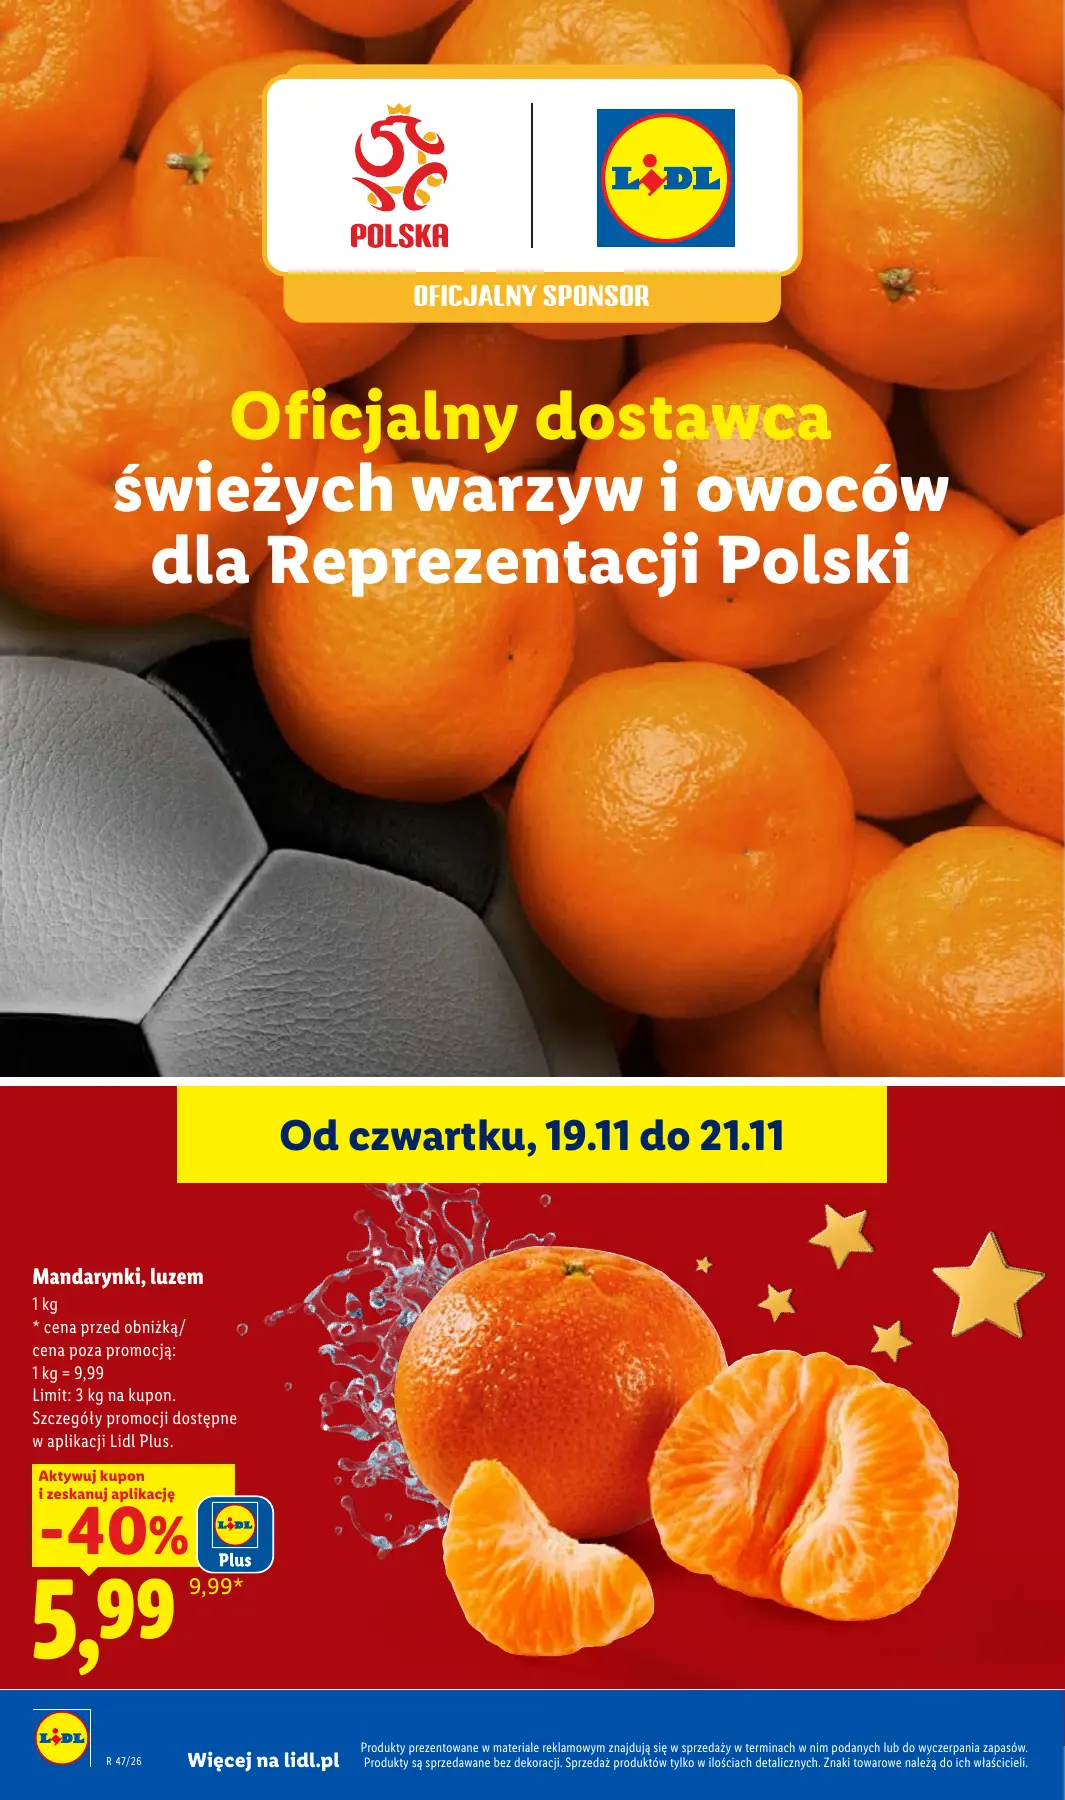 POLSKA
LIDL
OFICJALNY SPONSOR
Oficjalny dostawca
świeżych warzyw i owoców
dla Reprezentacji Polski
Od czwartku, 19.11 do 21.11
Mandarynki, luzem
1 kg
* cena przed obniżką/
cena poza promocją:
1 kg = 9,99
Limit: 3 kg na kupon.
Szczegóły promocji dostępne
w aplikacji Lidl Plus.
Aktywuj kupon
i zeskanuj aplikację
-40%
LIDL
Plus
9,99*
5,99
LIDL
R 47/26
Więcej na lidl.pl
Produkty prezentowane w materiale reklamowym znajdują się w sprzedaży w terminach w nim podanych lub do wyczerpania zapasów.
Produkty są sprzedawane bez dekoracji. Sprzedaż produktów tylko w ilościach detalicznych. Znaki towarowe należą do ich właścicieli.